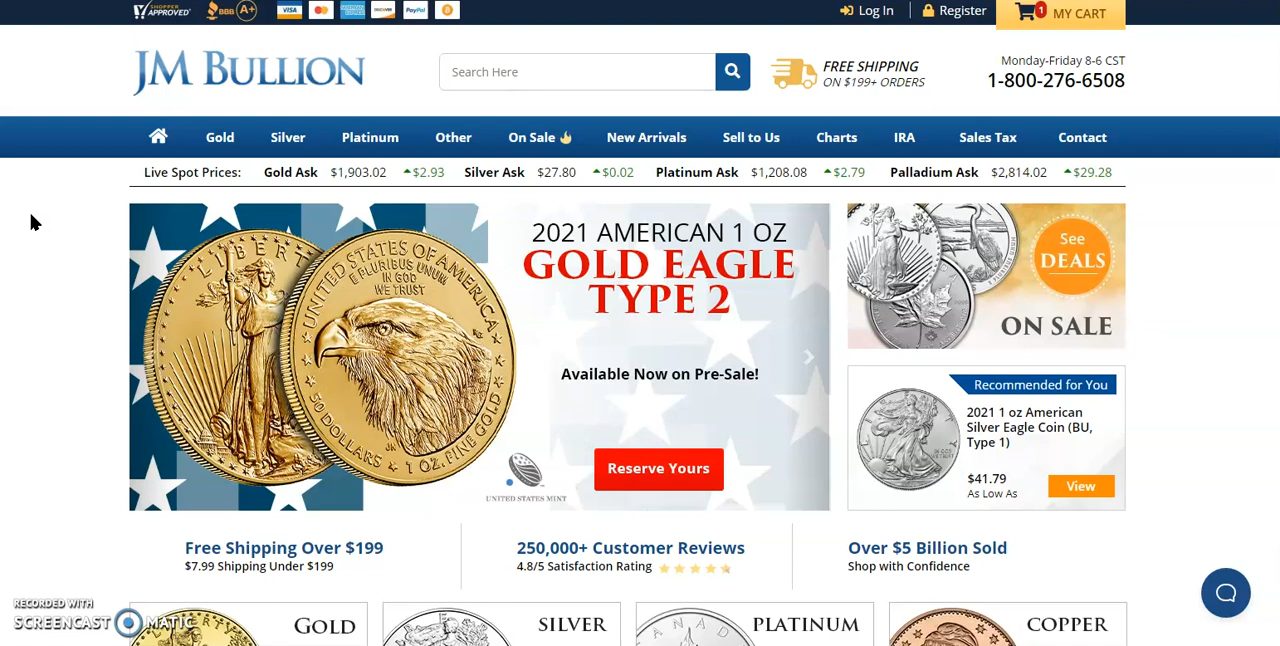 SHOPPER APPROVED
BBB A+
VISA
DISCOVER
PayPal
Log In
Register
1 MY CART
JM BULLION
Search Here
FREE SHIPPING
ON $199+ ORDERS
Monday-Friday 8-6 CST
1-800-276-6508
Gold Silver Platinum Other On Sale New Arrivals Sell to Us Charts IRA Sales Tax Contact
Live Spot Prices: Gold Ask $1,903.02 $2.93 Silver Ask $27.80 $0.02 Platinum Ask $1,208.08 $2.79 Palladium Ask $2,814.02 $29.28
LIBERTY
UNITED STATES OF AMERICA
E PLURIBUS UNUM
IN GOD
WE TRUST
50 DOLLARS • 1 OZ. FINE GOLD
2021 AMERICAN 1 OZ
GOLD EAGLE
TYPE 2
Available Now on Pre-Sale!
Reserve Yours
UNITED STATES MINT
See
DEALS
ON SALE
Recommended for You
2021 1 oz American
Silver Eagle Coin (BU,
Type 1)
$41.79
As Low As
View
Free Shipping Over $199
$7.99 Shipping Under $199
250,000+ Customer Reviews
4.8/5 Satisfaction Rating
Over $5 Billion Sold
Shop with Confidence
GOLD
SILVER
PLATINUM
COPPER
RECORDED WITH
SCREENCAST MATIC